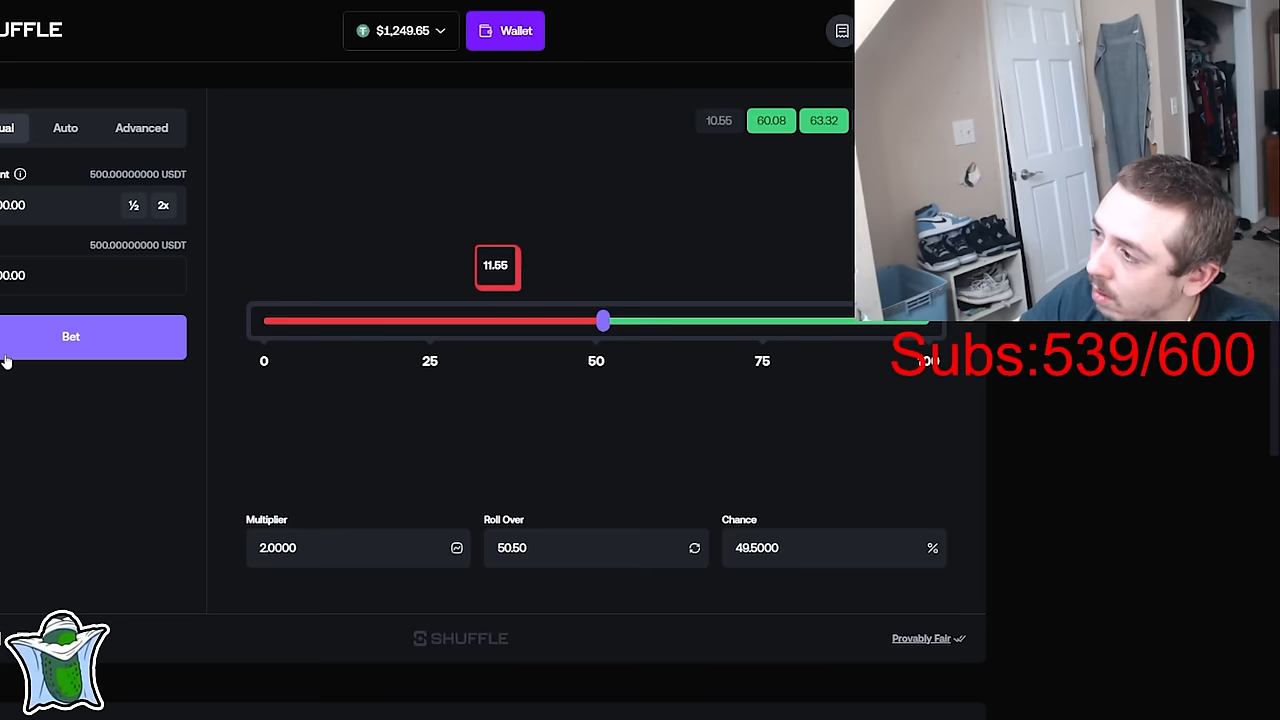 UFFLE
$1,249.65
Wallet
ual
Auto
Advanced
10.55
60.08
63.32
nt
500.00000000 USDT
00.00
½
2x
500.00000000 USDT
00.00
Bet
11.55
0
25
50
75
100
Subs:539/600
Multiplier
Roll Over
Chance
2.0000
50.50
49.5000
%
SHUFFLE
Provably Fair